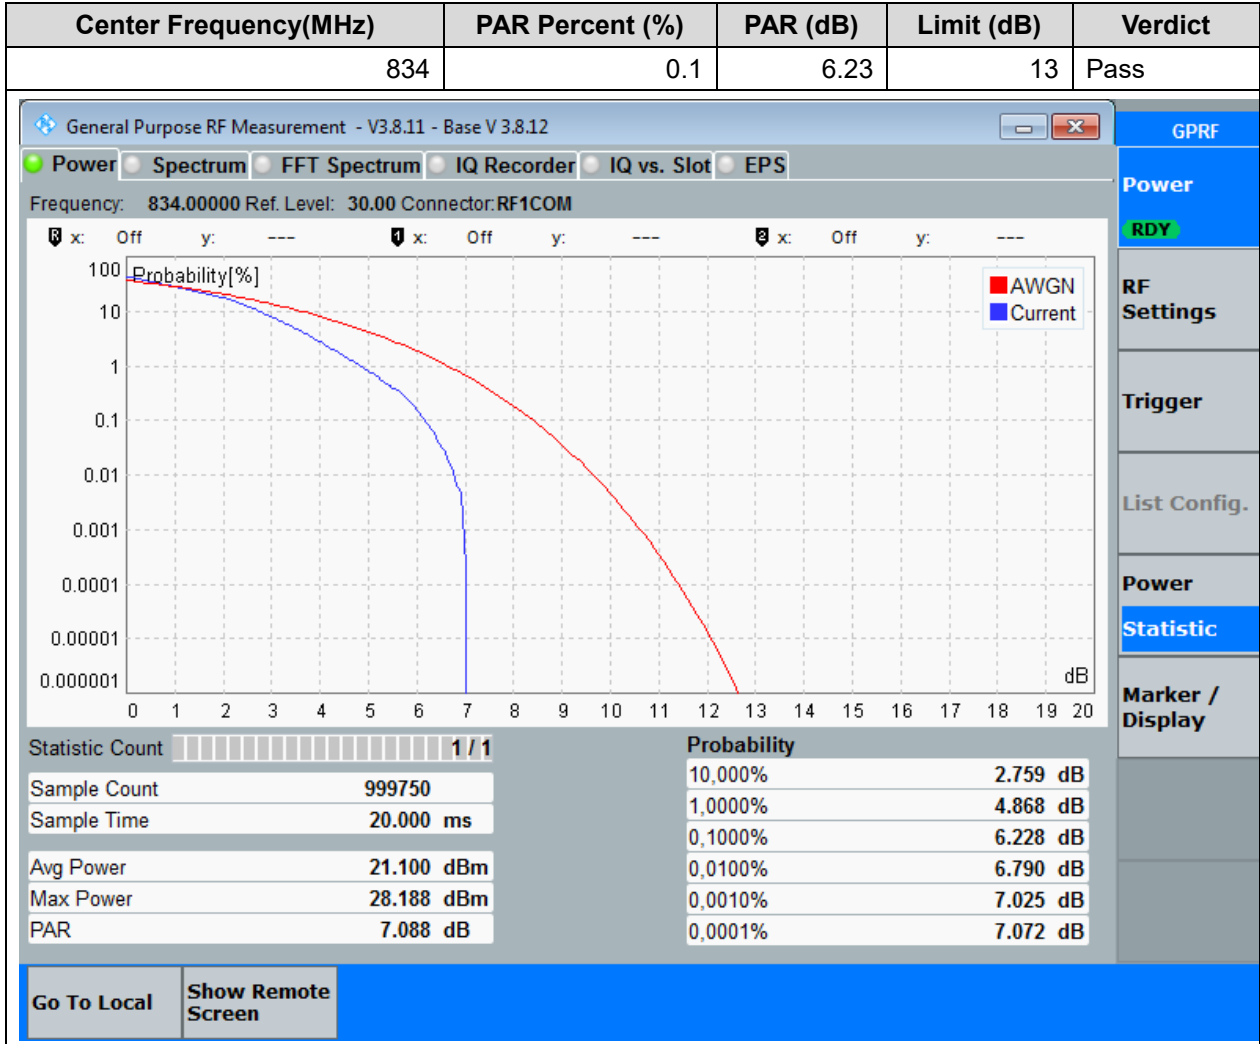 Center Frequency(MHz) PAR Percent (%) PAR (dB) Limit (dB) Verdict
834 0.1 6.23 13 Pass
General Purpose RF Measurement - V3.8.11 - Base V 3.8.12
GPRF
Power Spectrum FFT Spectrum IQ Recorder IQ vs. Slot EPS
Power
RDY
Frequency: 834.00000 Ref. Level: 30.00 Connector: RF1COM
R x: Off y: --- 1 x: Off y: --- 2 x: Off y: ---
Probability[%]
AWGN
Current
100
10
1
0.1
0.01
0.001
0.0001
0.00001
0.000001
dB
0 1 2 3 4 5 6 7 8 9 10 11 12 13 14 15 16 17 18 19 20
RF
Settings
Trigger
List Config.
Power
Statistic
Marker /
Display
Statistic Count 1 / 1
Sample Count 999750
Sample Time 20.000 ms
Avg Power 21.100 dBm
Max Power 28.188 dBm
PAR 7.088 dB
Probability
10,000% 2.759 dB
1,0000% 4.868 dB
0,1000% 6.228 dB
0,0100% 6.790 dB
0,0010% 7.025 dB
0,0001% 7.072 dB
Go To Local
Show Remote
Screen